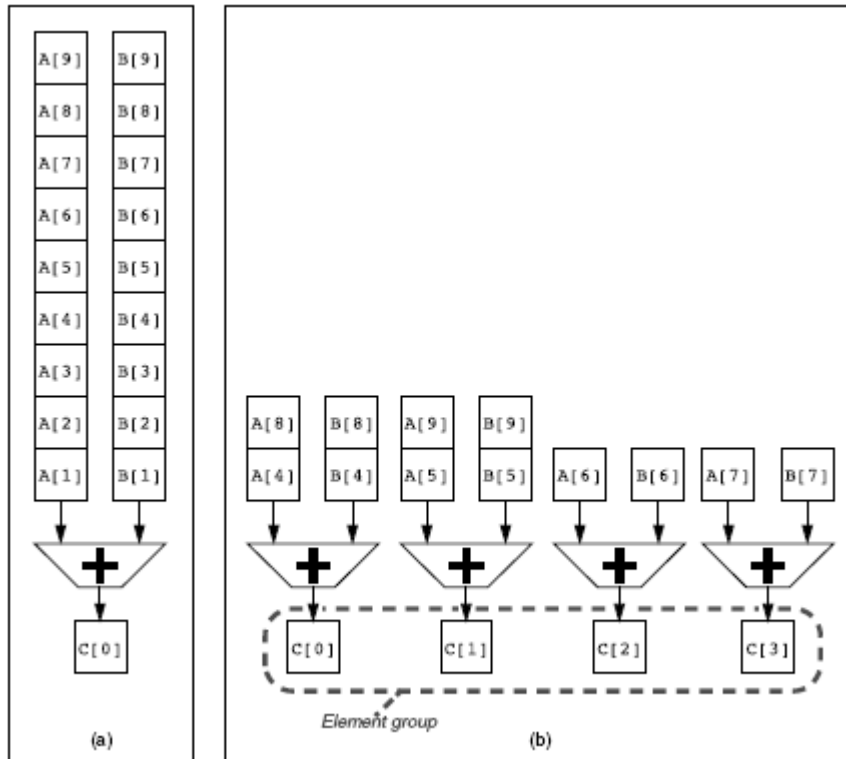 A[9] B[9]
A[8] B[8]
A[7] B[7]
A[6] B[6]
A[5] B[5]
A[4] B[4]
A[3] B[3]
A[2] B[2]
A[1] B[1]
+
C[0]
(a)
A[8] B[8] A[9] B[9]
A[4] B[4] A[5] B[5] A[6] B[6] A[7] B[7]
+ + + +
C[0] C[1] C[2] C[3]
Element group
(b)